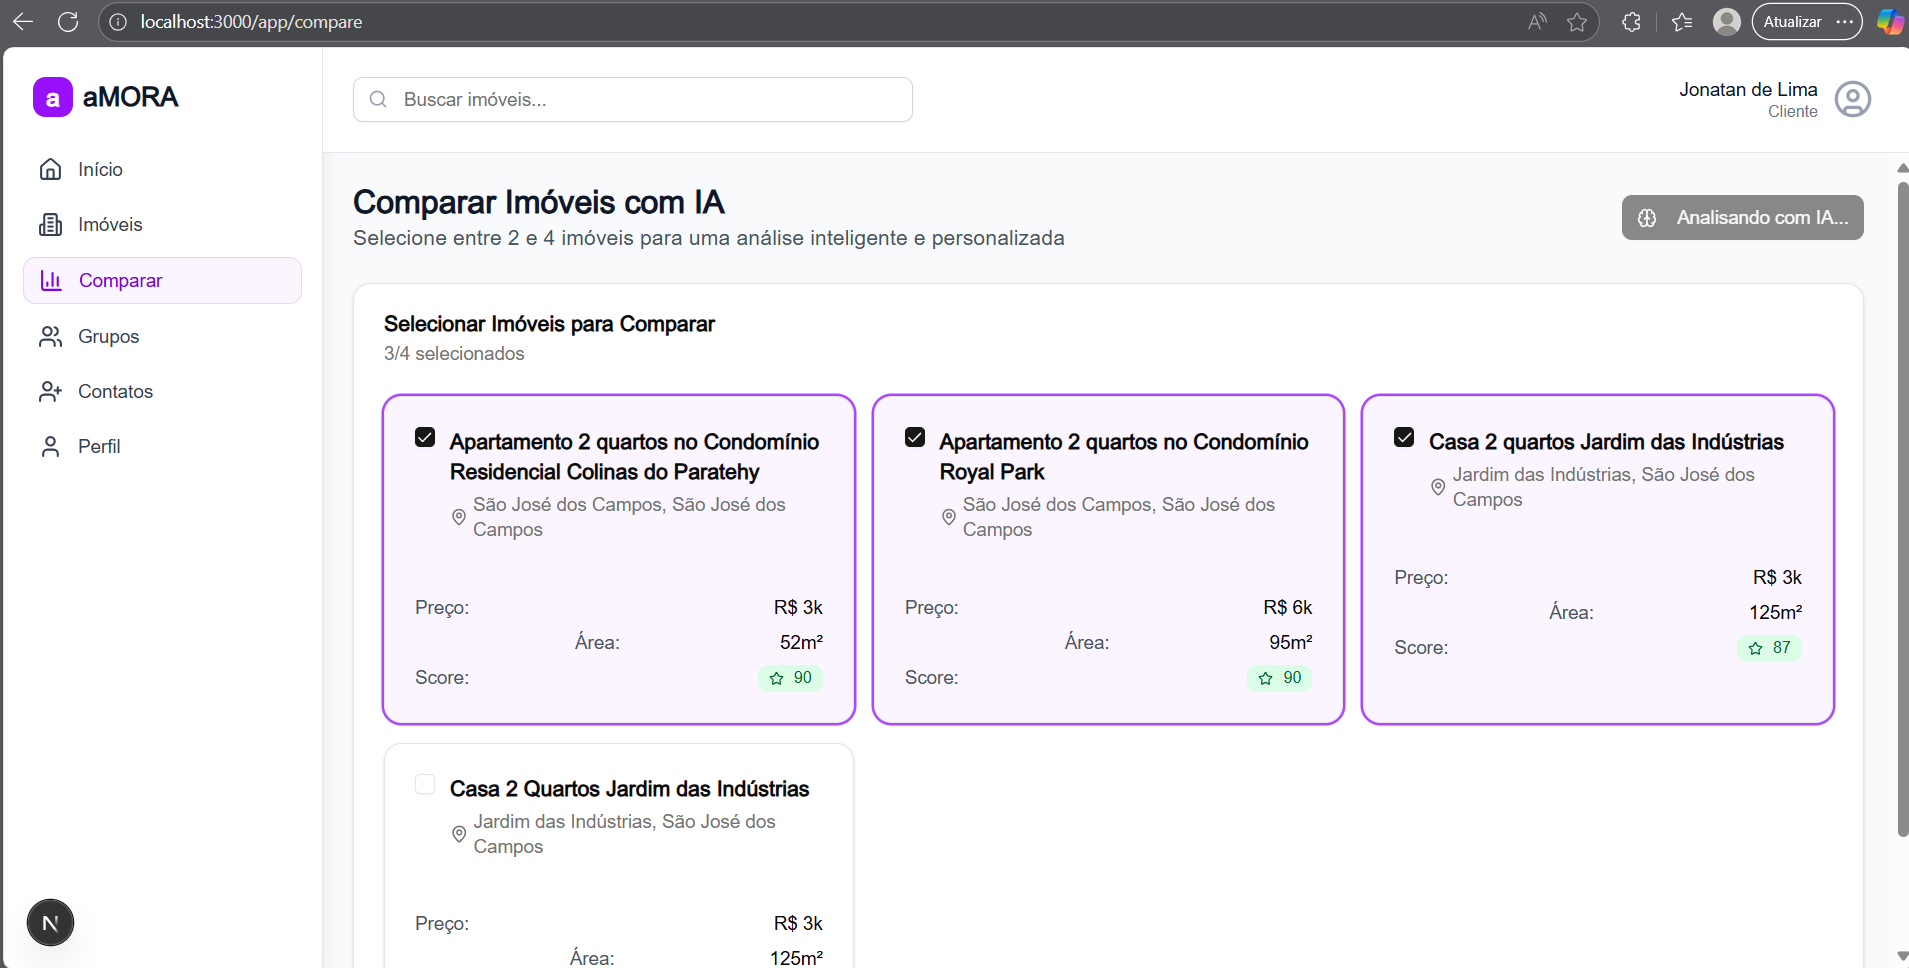 localhost:3000/app/compare
Atualizar
a aMORA
Buscar imóveis...
Jonatan de Lima
Cliente
Início
Imóveis
Comparar
Grupos
Contatos
Perfil
N
Comparar Imóveis com IA
Selecione entre 2 e 4 imóveis para uma análise inteligente e personalizada
Analisando com IA...
Selecionar Imóveis para Comparar
3/4 selecionados
Apartamento 2 quartos no Condomínio
Residencial Colinas do Paratehy
São José dos Campos, São José dos
Campos
Preço: R$ 3k
Área: 52m²
Score: 90
Apartamento 2 quartos no Condomínio
Royal Park
São José dos Campos, São José dos
Campos
Preço: R$ 6k
Área: 95m²
Score: 90
Casa 2 quartos Jardim das Indústrias
Jardim das Indústrias, São José dos
Campos
Preço: R$ 3k
Área: 125m²
Score: 87
Casa 2 Quartos Jardim das Indústrias
Jardim das Indústrias, São José dos
Campos
Preço: R$ 3k
Área: 125m²